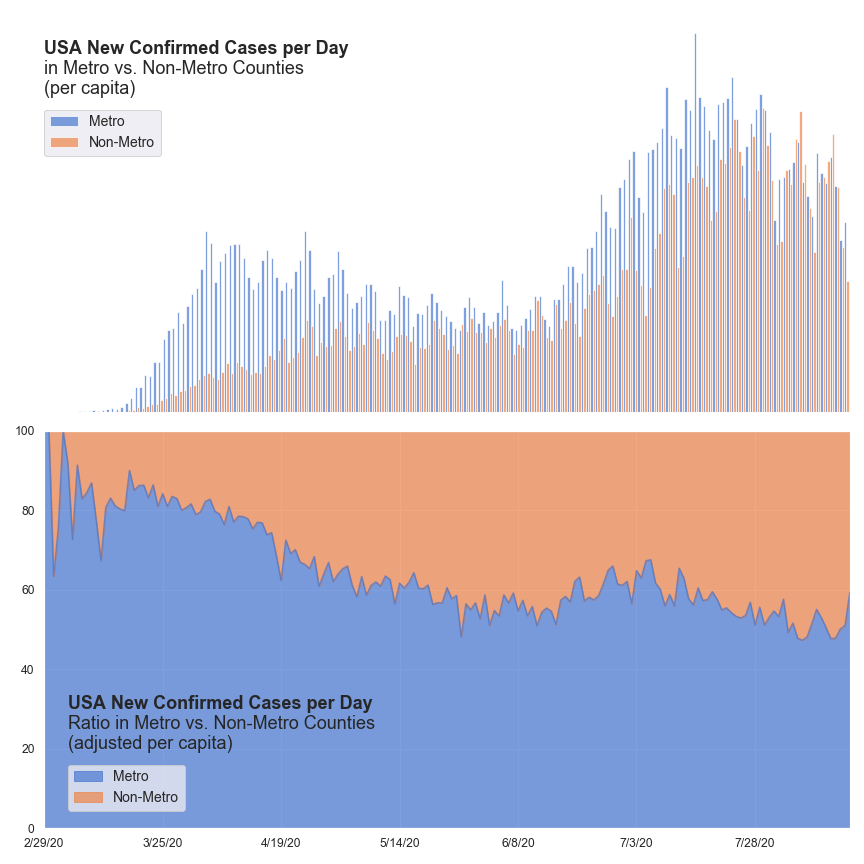 USA New Confirmed Cases per Day
in Metro vs. Non-Metro Counties
(per capita)
Metro
Non-Metro
100
80
60
40
20
0
USA New Confirmed Cases per Day
Ratio in Metro vs. Non-Metro Counties
(adjusted per capita)
Metro
Non-Metro
2/29/20 3/25/20 4/19/20 5/14/20 6/8/20 7/3/20 7/28/20